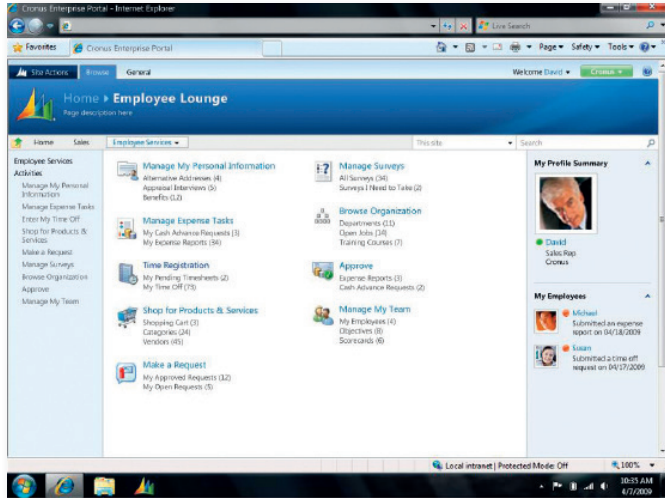 Cronus Enterprise Portal - Internet Explorer
Live Search
Favorites
Cronus Enterprise Portal
Page
Safety
Tools
Site Actions
Browse
General
Welcome David
Cronus
Home
Employee Lounge
Page description here
Home
Sales
Employee Services
This site
Search
Employee Services
Activities
Manage My Personal
Information
Manage Expense Tasks
Enter My Time Off
Shop for Products &
Services
Make a Request
Manage Surveys
Browse Organization
Approve
Manage My Team
Manage My Personal Information
Alternative Addresses (4)
Appraisal Interviews (5)
Benefits (12)
Manage Expense Tasks
My Cash Advance Requests (3)
My Expense Reports (34)
Time Registration
My Pending Timesheets (2)
My Time Off (73)
Shop for Products & Services
Shopping Cart (3)
Categories (24)
Vendors (45)
Make a Request
My Approved Requests (12)
My Open Requests (5)
Manage Surveys
All Surveys (34)
Surveys I Need to Take (2)
Browse Organization
Departments (11)
Open Jobs (14)
Training Courses (7)
Approve
Expense Reports (3)
Cash Advance Requests (2)
Manage My Team
My Employees (4)
Objectives (8)
Scorecards (6)
My Profile Summary
David
Sales Rep
Cronus
My Employees
Michael
Submitted an expense
report on 04/18/2009
Susan
Submitted a time off
request on 04/17/2009
Local intranet | Protected Mode: Off
100%
10:35 AM
4/7/2009